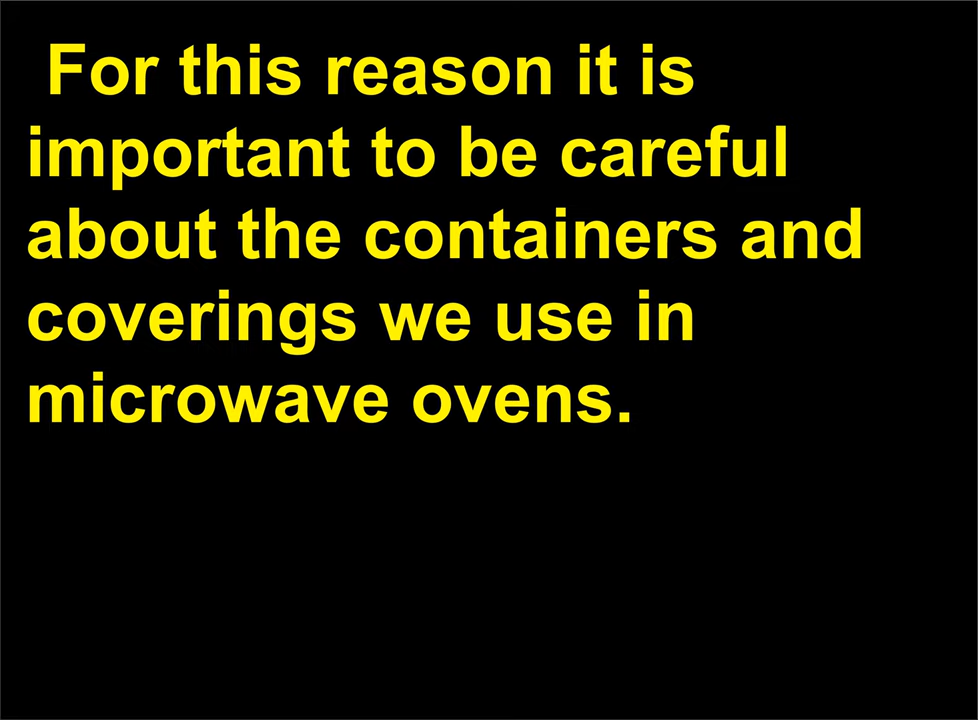 For this reason it is
important to be careful
about the containers and
coverings we use in
microwave ovens.